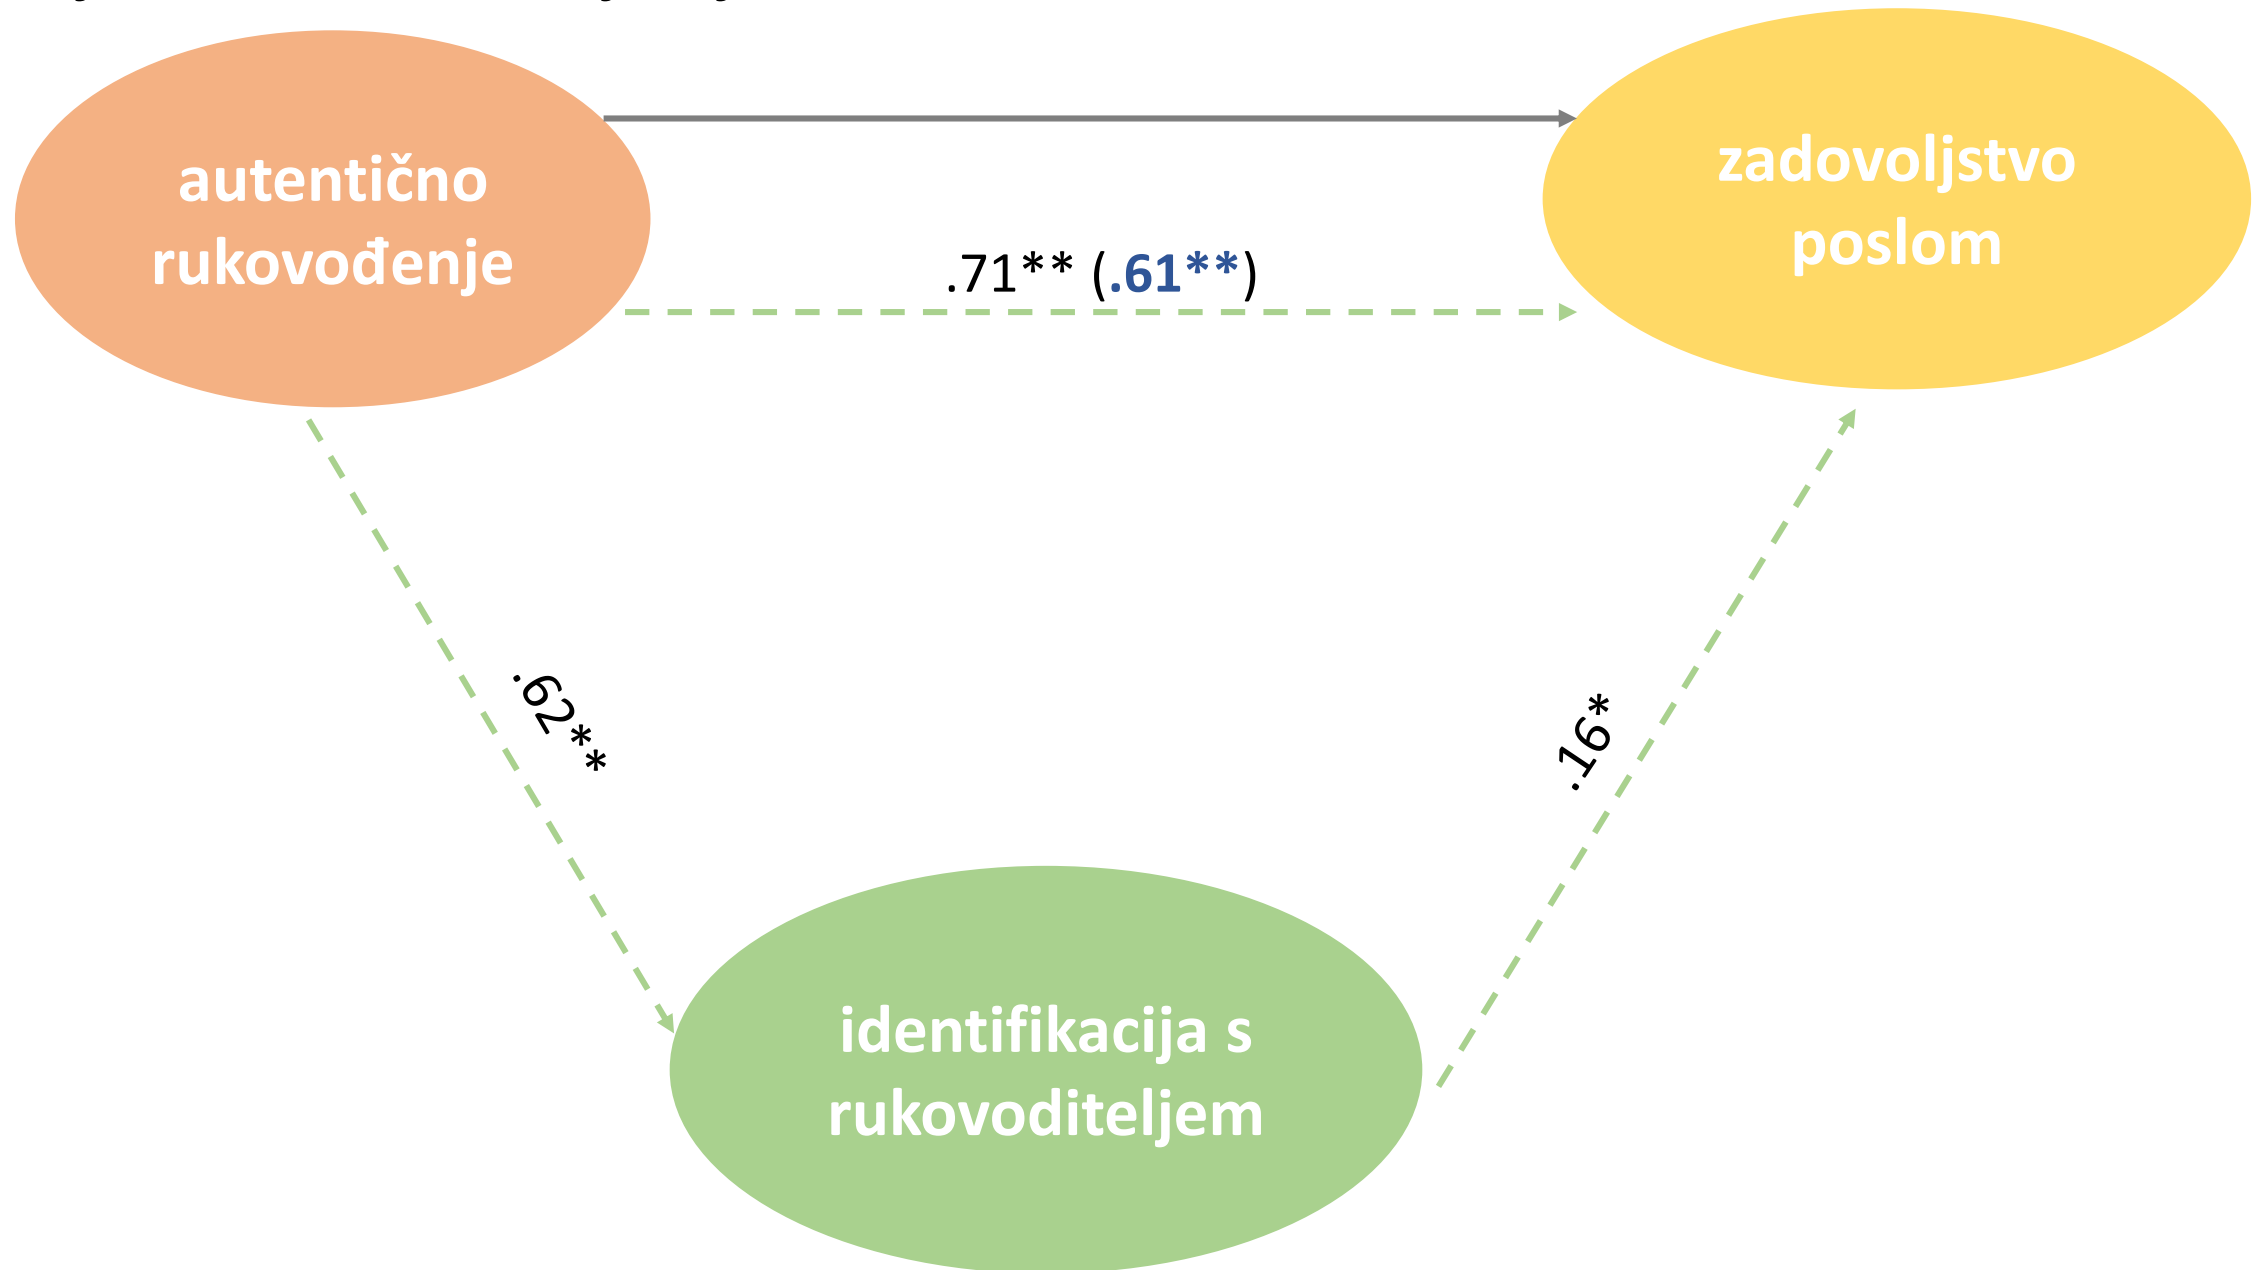 autentično
rukovođenje
zadovoljstvo
poslom
.71** (.61**)
.62**
.16*
identifikacija s
rukovoditeljem